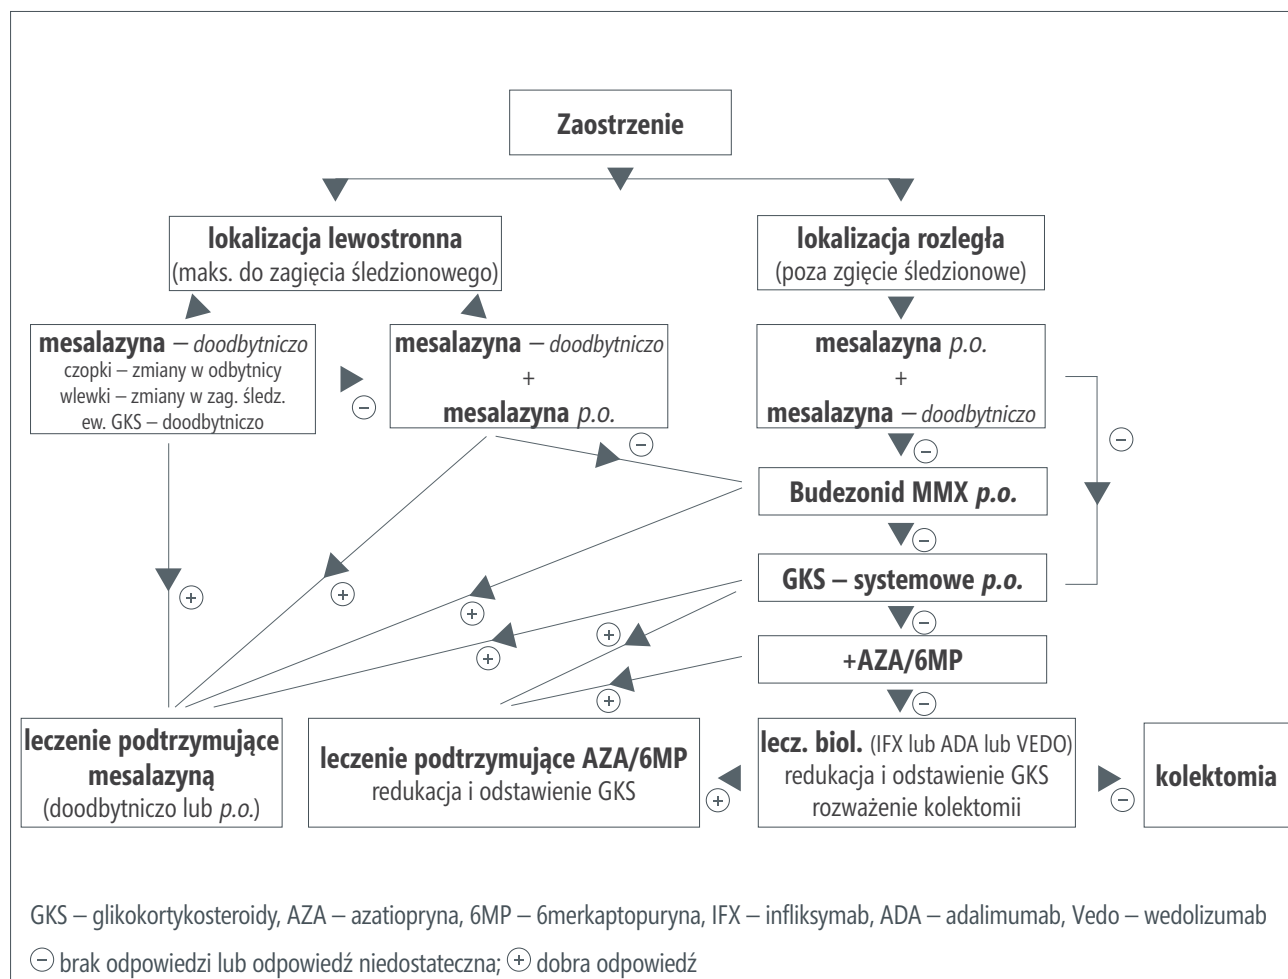 Zaostrzenie
lokalizacja lewostronna
(maks. do zagięcia śledzionowego)
lokalizacja rozległa
(poza zgięcie śledzionowe)
mesalazyna – doodbytniczo
czopki – zmiany w odbytnicy
wlewki – zmiany w zag. śledz.
ew. GKS – doodbytniczo
mesalazyna – doodbytniczo
+
mesalazyna p.o.
mesalazyna p.o.
+
mesalazyna – doodbytniczo
Budezonid MMX p.o.
GKS – systemowe p.o.
+AZA/6MP
leczenie podtrzymujące
mesalazyną
(doodbytniczo lub p.o.)
leczenie podtrzymujące AZA/6MP
redukacja i odstawienie GKS
lecz. biol. (IFX lub ADA lub VEDO)
redukacja i odstawienie GKS
rozważenie kolektomii
kolektomia
GKS – glikokortykosteroidy, AZA – azatiopryna, 6MP – 6merkaptopuryna, IFX – infliksymab, ADA – adalimumab, Vedo – wedolizumab
⊖ brak odpowiedzi lub odpowiedź niedostateczna; ⊕ dobra odpowiedź